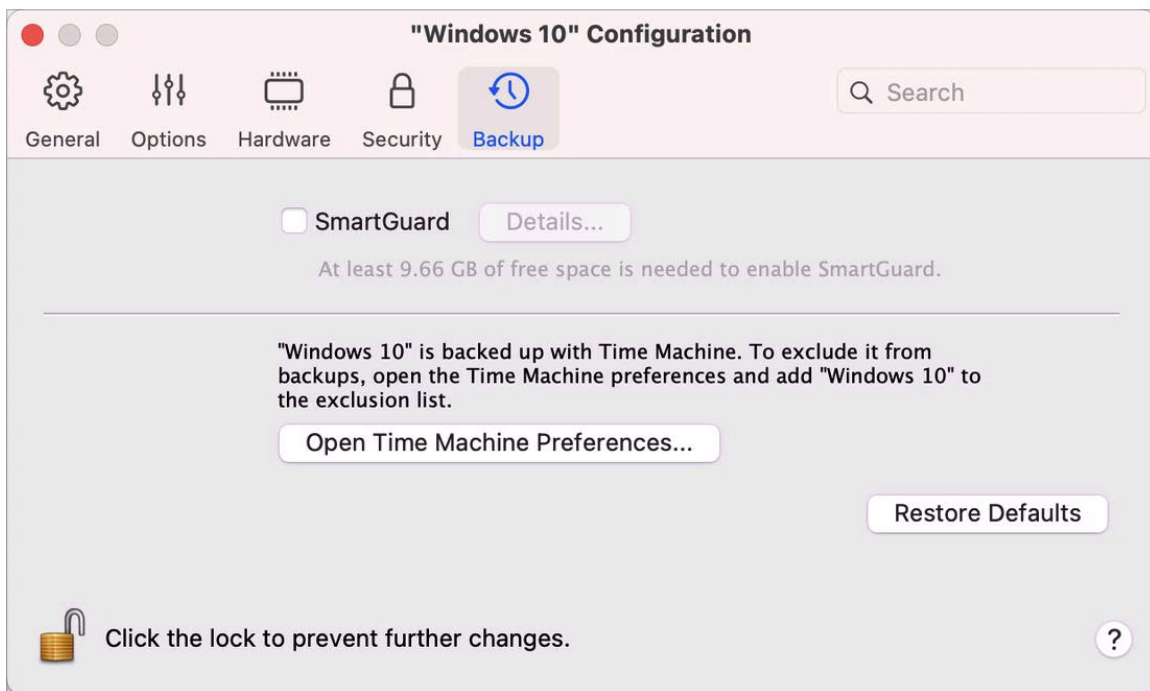 "Windows 10" Configuration
General Options Hardware Security Backup
Search
SmartGuard Details...
At least 9.66 GB of free space is needed to enable SmartGuard.
"Windows 10" is backed up with Time Machine. To exclude it from
backups, open the Time Machine preferences and add "Windows 10" to
the exclusion list.
Open Time Machine Preferences...
Restore Defaults
Click the lock to prevent further changes.
?